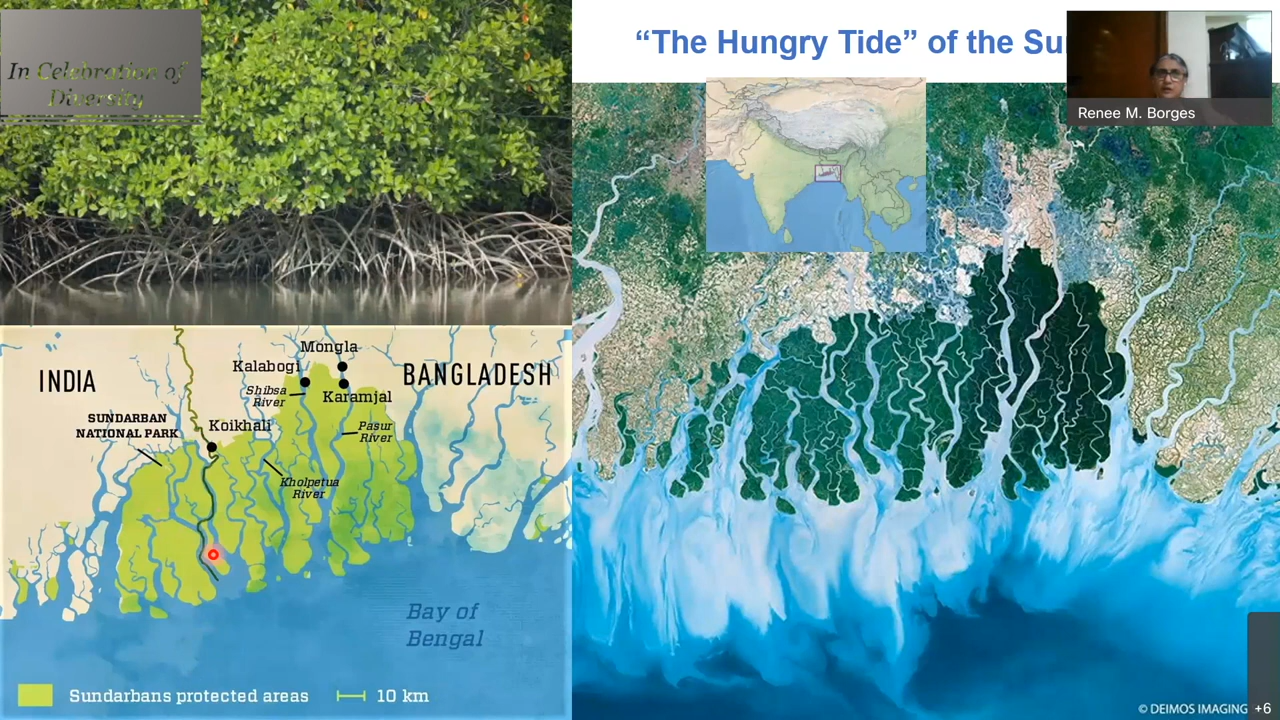 In Celebration of
Diversity
“The Hungry Tide” of the
Renee M. Borges
INDIA
BANGLADESH
Mongla
Kalabogi
Shibsa
River
Karamjal
SUNDARBAN
NATIONAL PARK
Koikhali
Pasur
River
Kholpetua
River
Bay of
Bengal
Sundarbans protected areas
10 km
© DEIMOS IMAGING
+6